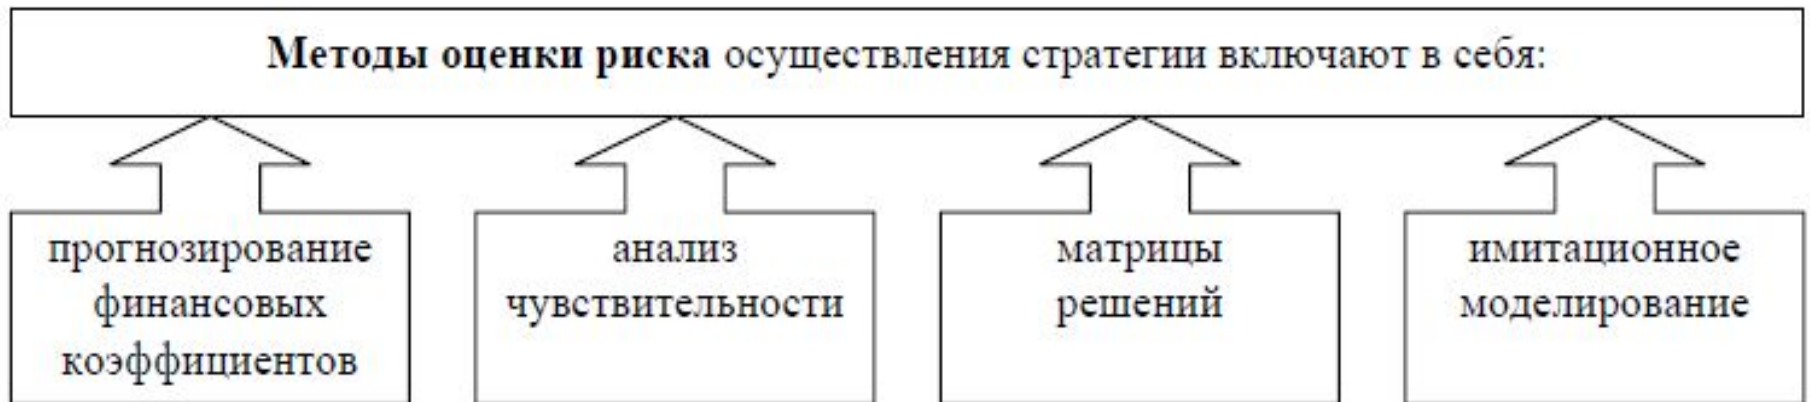 Методы оценки риска осуществления стратегии включают в себя:
прогнозирование
финансовых
коэффициентов
анализ
чувствительности
матрицы
решений
имитационное
моделирование